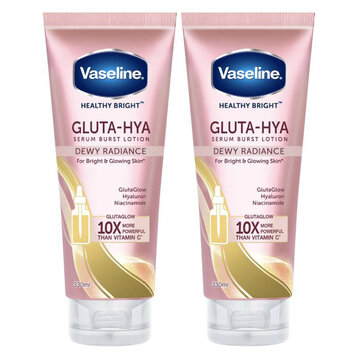 Vaseline.
HEALTHY BRIGHT™
GLUTA-HYA
SERUM BURST LOTION
DEWY RADIANCE
For Bright & Glowing Skin*
GlutaGlow
Hyaluron
Niacinamide
GLUTAGLOW
10X MORE POWERFUL
THAN VITAMIN C^
330ml
Vaseline.
HEALTHY BRIGHT™
GLUTA-HYA
SERUM BURST LOTION
DEWY RADIANCE
For Bright & Glowing Skin*
GlutaGlow
Hyaluron
Niacinamide
GLUTAGLOW
10X MORE POWERFUL
THAN VITAMIN C^
330ml